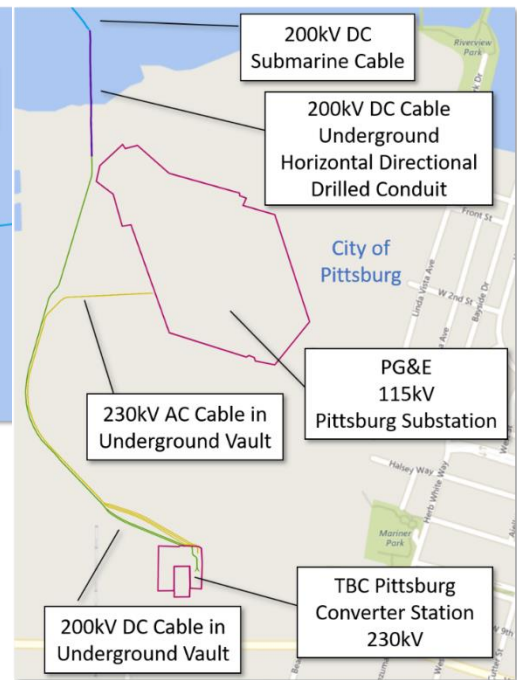 200kV DC
Submarine Cable
Riverview
Park
200kV DC Cable
Underground
Horizontal Directional
Drilled Conduit
Front St
City of
Pittsburg
Linda Vista Ave
W 2nd St
Bayside Dr
PG&E
115kV
Pittsburg Substation
230kV AC Cable in
Underground Vault
Halsey Way
Herb White Way
Mariner
Park
TBC Pittsburg
Converter Station
230kV
200kV DC Cable in
Underground Vault
W 9th